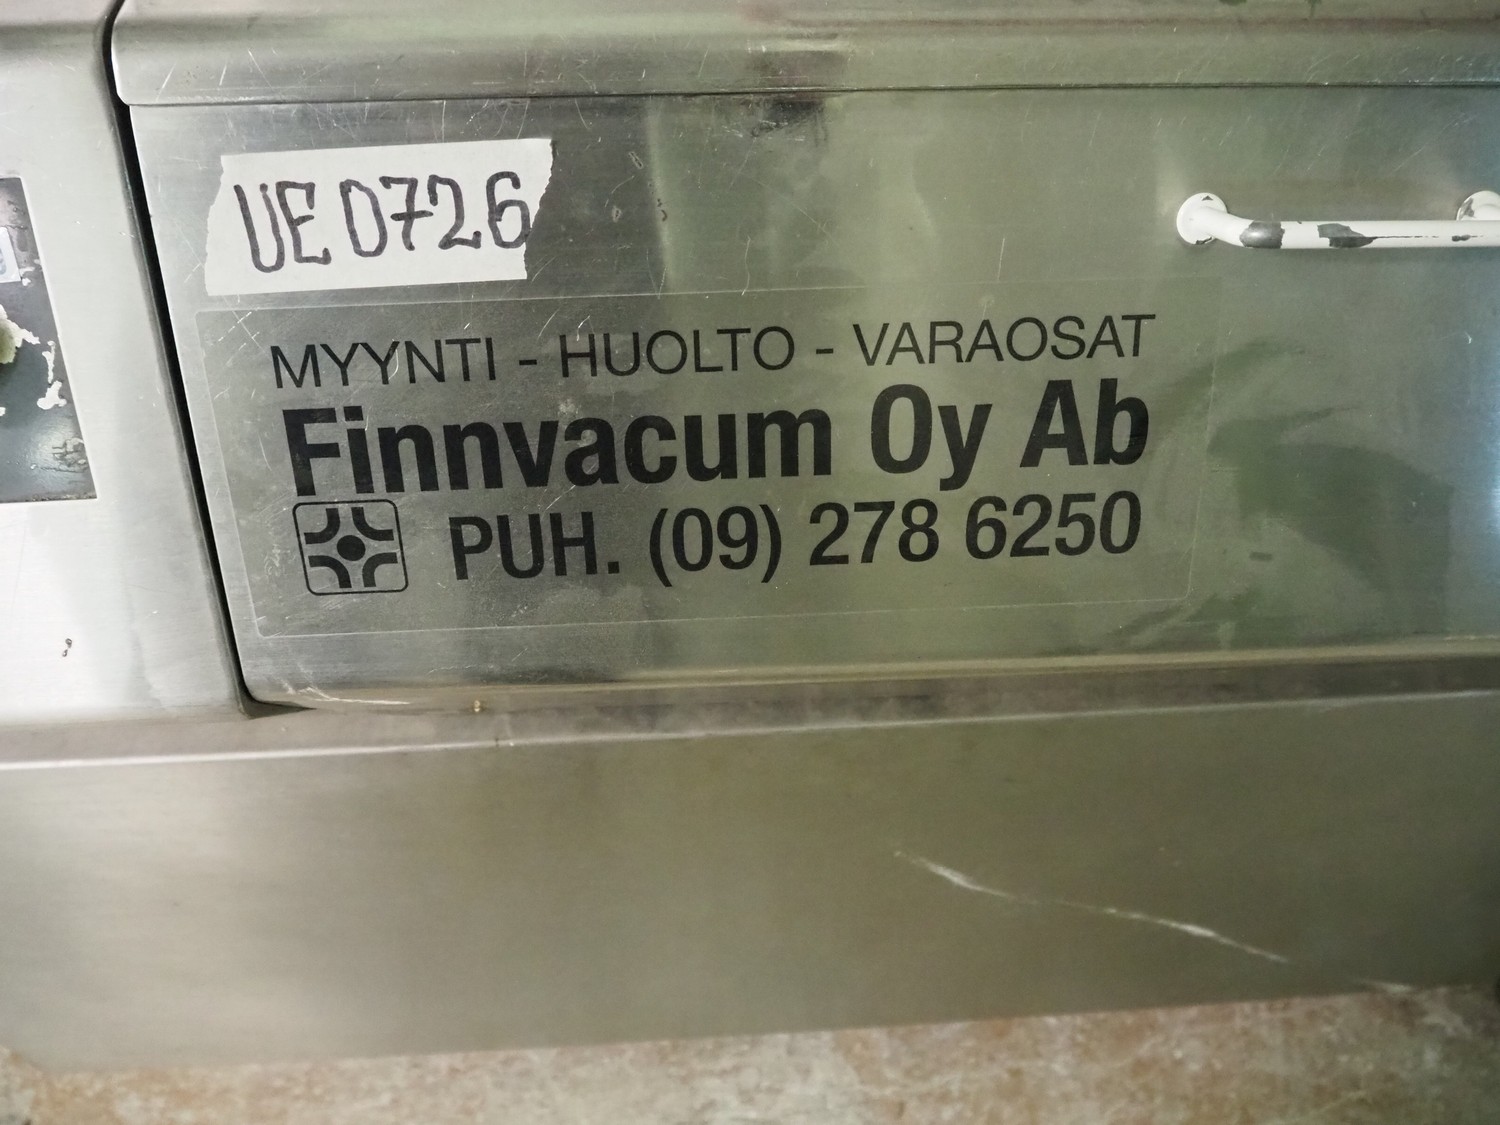 UE 0726
MYYNTI - HUOLTO - VARAOSAT
Finnvacum Oy Ab
PUH. (09) 278 6250